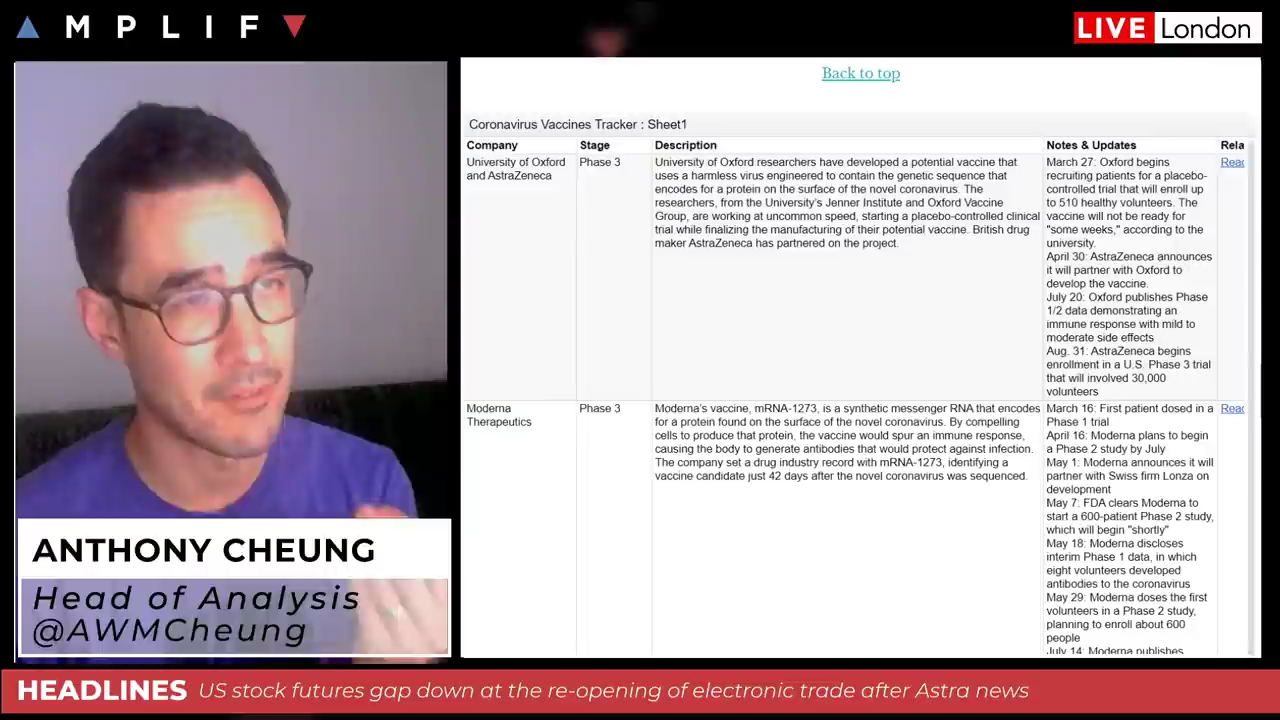 AMPLIFY
LIVE London
Back to top
Coronavirus Vaccines Tracker : Sheet1
Company
Stage
Description
Notes & Updates
Rela
University of Oxford
and AstraZeneca
Phase 3
University of Oxford researchers have developed a potential vaccine that
uses a harmless virus engineered to contain the genetic sequence that
encodes for a protein on the surface of the novel coronavirus. The
researchers, from the University's Jenner Institute and Oxford Vaccine
Group, are working at uncommon speed, starting a placebo-controlled clinical
trial while finalizing the manufacturing of their potential vaccine. British drug
maker AstraZeneca has partnered on the project.
March 27: Oxford begins
recruiting patients for a placebo-
controlled trial that will enroll up
to 510 healthy volunteers. The
vaccine will not be ready for
"some weeks," according to the
university.
April 30: AstraZeneca announces
it will partner with Oxford to
develop the vaccine.
July 20: Oxford publishes Phase
1/2 data demonstrating an
immune response with mild to
moderate side effects
Aug. 31: AstraZeneca begins
enrollment in a U.S. Phase 3 trial
that will involved 30,000
volunteers
Read
Moderna
Therapeutics
Phase 3
Moderna's vaccine, mRNA-1273, is a synthetic messenger RNA that encodes
for a protein found on the surface of the novel coronavirus. By compelling
cells to produce that protein, the vaccine would spur an immune response,
causing the body to generate antibodies that would protect against infection.
The company set a drug industry record with mRNA-1273, identifying a
vaccine candidate just 42 days after the novel coronavirus was sequenced.
March 16: First patient dosed in a
Phase 1 trial
April 16: Moderna plans to begin
a Phase 2 study by July
May 1: Moderna announces it will
partner with Swiss firm Lonza on
development
May 7: FDA clears Moderna to
start a 600-patient Phase 2 study,
which will begin "shortly"
May 18: Moderna discloses
interim Phase 1 data, in which
eight volunteers developed
antibodies to the coronavirus
May 29: Moderna doses the first
volunteers in a Phase 2 study,
planning to enroll about 600
people
July 14: Moderna publishes
Read
ANTHONY CHEUNG
Head of Analysis
@AWMCheung
HEADLINES US stock futures gap down at the re-opening of electronic trade after Astra news